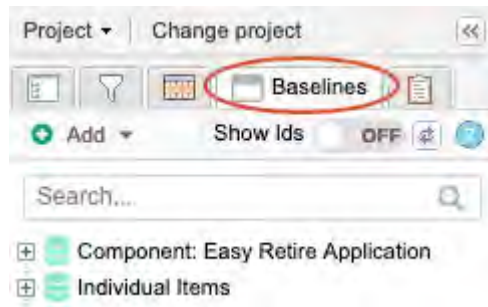 Project Change project
Baselines
Add Show Ids OFF
Search...
Component: Easy Retire Application
Individual Items